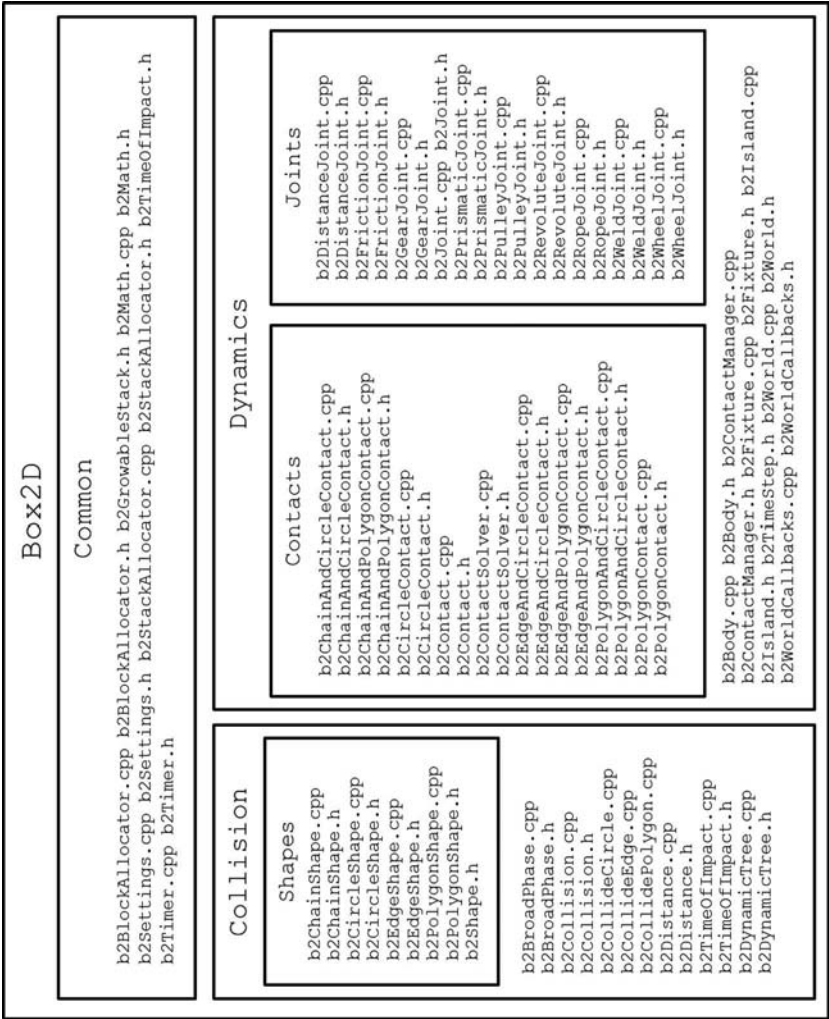 Box2D
Common
b2BlockAllocator.cpp b2BlockAllocator.h b2GrowableStack.h b2Math.cpp b2Math.h
b2Settings.cpp b2Settings.h b2StackAllocator.cpp b2StackAllocator.h b2TimeOfImpact.h
b2Timer.cpp b2Timer.h
Collision
Shapes
b2ChainShape.cpp
b2ChainShape.h
b2CircleShape.cpp
b2CircleShape.h
b2EdgeShape.cpp
b2EdgeShape.h
b2PolygonShape.cpp
b2PolygonShape.h
b2Shape.h
b2BroadPhase.cpp
b2BroadPhase.h
b2Collision.cpp
b2Collision.h
b2CollideCircle.cpp
b2CollideEdge.cpp
b2CollidePolygon.cpp
b2Distance.cpp
b2Distance.h
b2TimeOfImpact.cpp
b2TimeOfImpact.h
b2DynamicTree.cpp
b2DynamicTree.h
Dynamics
Contacts
b2ChainAndCircleContact.cpp
b2ChainAndCircleContact.h
b2ChainAndPolygonContact.cpp
b2ChainAndPolygonContact.h
b2CircleContact.cpp
b2CircleContact.h
b2Contact.cpp
b2Contact.h
b2ContactSolver.cpp
b2ContactSolver.h
b2EdgeAndCircleContact.cpp
b2EdgeAndCircleContact.h
b2EdgeAndPolygonContact.cpp
b2EdgeAndPolygonContact.h
b2PolygonAndCircleContact.cpp
b2PolygonAndCircleContact.h
b2PolygonContact.cpp
b2PolygonContact.h
Joints
b2DistanceJoint.cpp
b2DistanceJoint.h
b2FrictionJoint.cpp
b2FrictionJoint.h
b2GearJoint.cpp
b2GearJoint.h
b2Joint.cpp b2Joint.h
b2PrismaticJoint.cpp
b2PrismaticJoint.h
b2PulleyJoint.cpp
b2PulleyJoint.h
b2RevoluteJoint.cpp
b2RevoluteJoint.h
b2RopeJoint.cpp
b2RopeJoint.h
b2WeldJoint.cpp
b2WeldJoint.h
b2WheelJoint.cpp
b2WheelJoint.h
b2Body.cpp b2Body.h b2ContactManager.cpp
b2ContactManager.h b2Fixture.cpp b2Fixture.h b2Island.cpp
b2Island.h b2TimeStep.h b2World.cpp b2World.h
b2WorldCallbacks.cpp b2WorldCallbacks.h